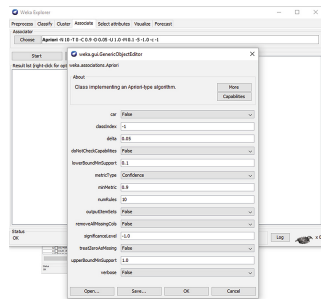 Weka Explorer
Preprocess Classify Cluster Associate Select attributes Visualize Forecast
Associator
Choose Apriori -N 10 -T 0 -C 0.9 -D 0.05 -U 1.0 -M 0.1 -S -1.0 -c -1
Start
Result list (right-click for opt
weka.gui.GenericObjectEditor
weka.associations.Apriori
About
Class implementing an Apriori-type algorithm.
More
Capabilities
car False
classIndex -1
delta 0.05
doNotCheckCapabilities False
lowerBoundMinSupport 0.1
metricType Confidence
minMetric 0.9
numRules 10
outputItemSets False
removeAllMissingCols False
significanceLevel -1.0
treatZeroAsMissing False
upperBoundMinSupport 1.0
verbose False
Open... Save... OK Cancel
Status
OK
Log
x 0